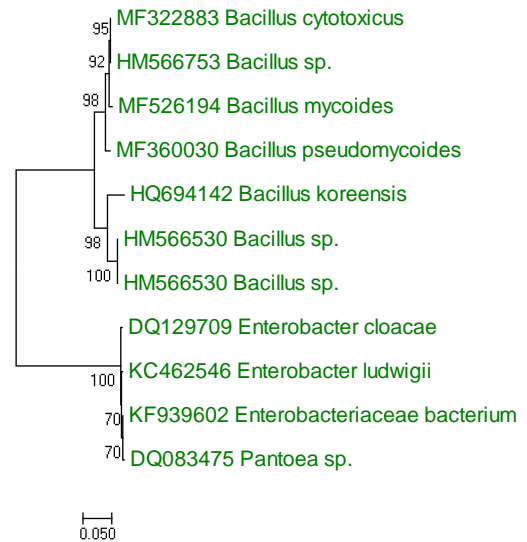 95
MF322883 Bacillus cytotoxicus
92
HM566753 Bacillus sp.
98
MF526194 Bacillus mycoides
MF360030 Bacillus pseudomycoides
HQ694142 Bacillus koreensis
98
HM566530 Bacillus sp.
100
HM566530 Bacillus sp.
DQ129709 Enterobacter cloacae
100
KC462546 Enterobacter ludwigii
70
KF939602 Enterobacteriaceae bacterium
70
DQ083475 Pantoea sp.
0.050